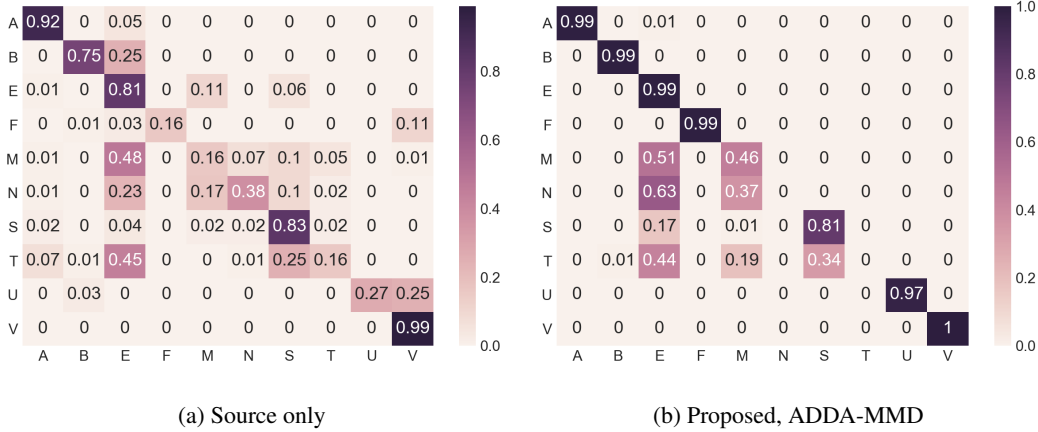 A 0.92 0 0.05 0 0 0 0 0 0 0
B 0 0.75 0.25 0 0 0 0 0 0 0
E 0.01 0 0.81 0 0.11 0 0.06 0 0 0
F 0 0.01 0.03 0.16 0 0 0 0 0 0.11
M 0.01 0 0.48 0 0.16 0.07 0.1 0.05 0 0.01
N 0.01 0 0.23 0 0.17 0.38 0.1 0.02 0 0
S 0.02 0 0.04 0 0.02 0.02 0.83 0.02 0 0
T 0.07 0.01 0.45 0 0 0.01 0.25 0.16 0 0
U 0 0.03 0 0 0 0 0 0 0.27 0.25
V 0 0 0 0 0 0 0 0 0 0.99
A B E F M N S T U V
0.8
0.6
0.4
0.2
0.0
(a) Source only
A 0.99 0 0.01 0 0 0 0 0 0 0
B 0 0.99 0 0 0 0 0 0 0 0
E 0 0 0.99 0 0 0 0 0 0 0
F 0 0 0 0.99 0 0 0 0 0 0
M 0 0 0.51 0 0.46 0 0 0 0 0
N 0 0 0.63 0 0.37 0 0 0 0 0
S 0 0 0.17 0 0.01 0 0.81 0 0 0
T 0 0.01 0.44 0 0.19 0 0.34 0 0 0
U 0 0 0 0 0 0 0 0 0.97 0
V 0 0 0 0 0 0 0 0 0 1
A B E F M N S T U V
1.0
0.8
0.6
0.4
0.2
0.0
(b) Proposed, ADDA-MMD